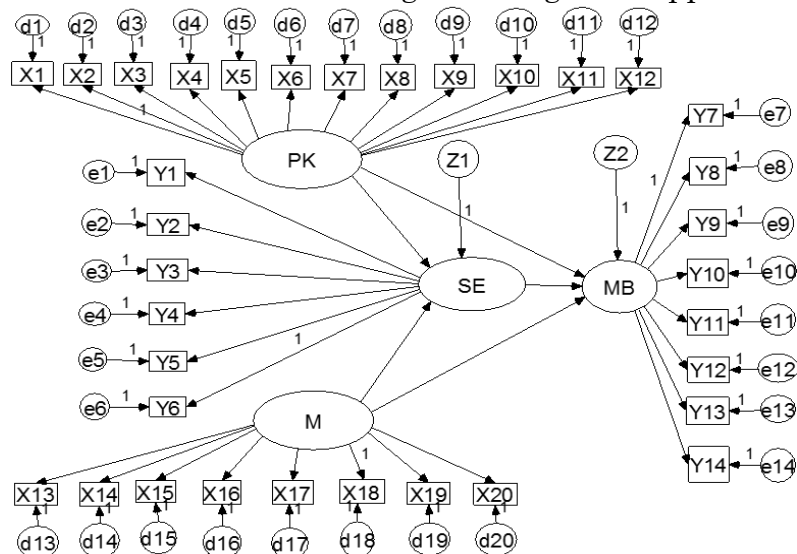 d1 d2 d3 d4 d5 d6 d7 d8 d9 d10 d11 d12
1 1 1 1 1 1 1 1 1 1 1 1
X1 X2 X3 X4 X5 X6 X7 X8 X9 X10 X11 X12
1
PK
Z1 Z2
1 1
e1 1 Y1
e2 1 Y2
e3 1 Y3
e4 1 Y4
e5 1 Y5
e6 1 Y6
1
SE
MB
1
Y7 1 e7
Y8 1 e8
Y9 1 e9
Y10 1 e10
Y11 1 e11
Y12 1 e12
Y13 1 e13
Y14 1 e14
M
1
X13 X14 X15 X16 X17 X18 X19 X20
1 1 1 1 1 1 1 1
d13 d14 d15 d16 d17 d18 d19 d20